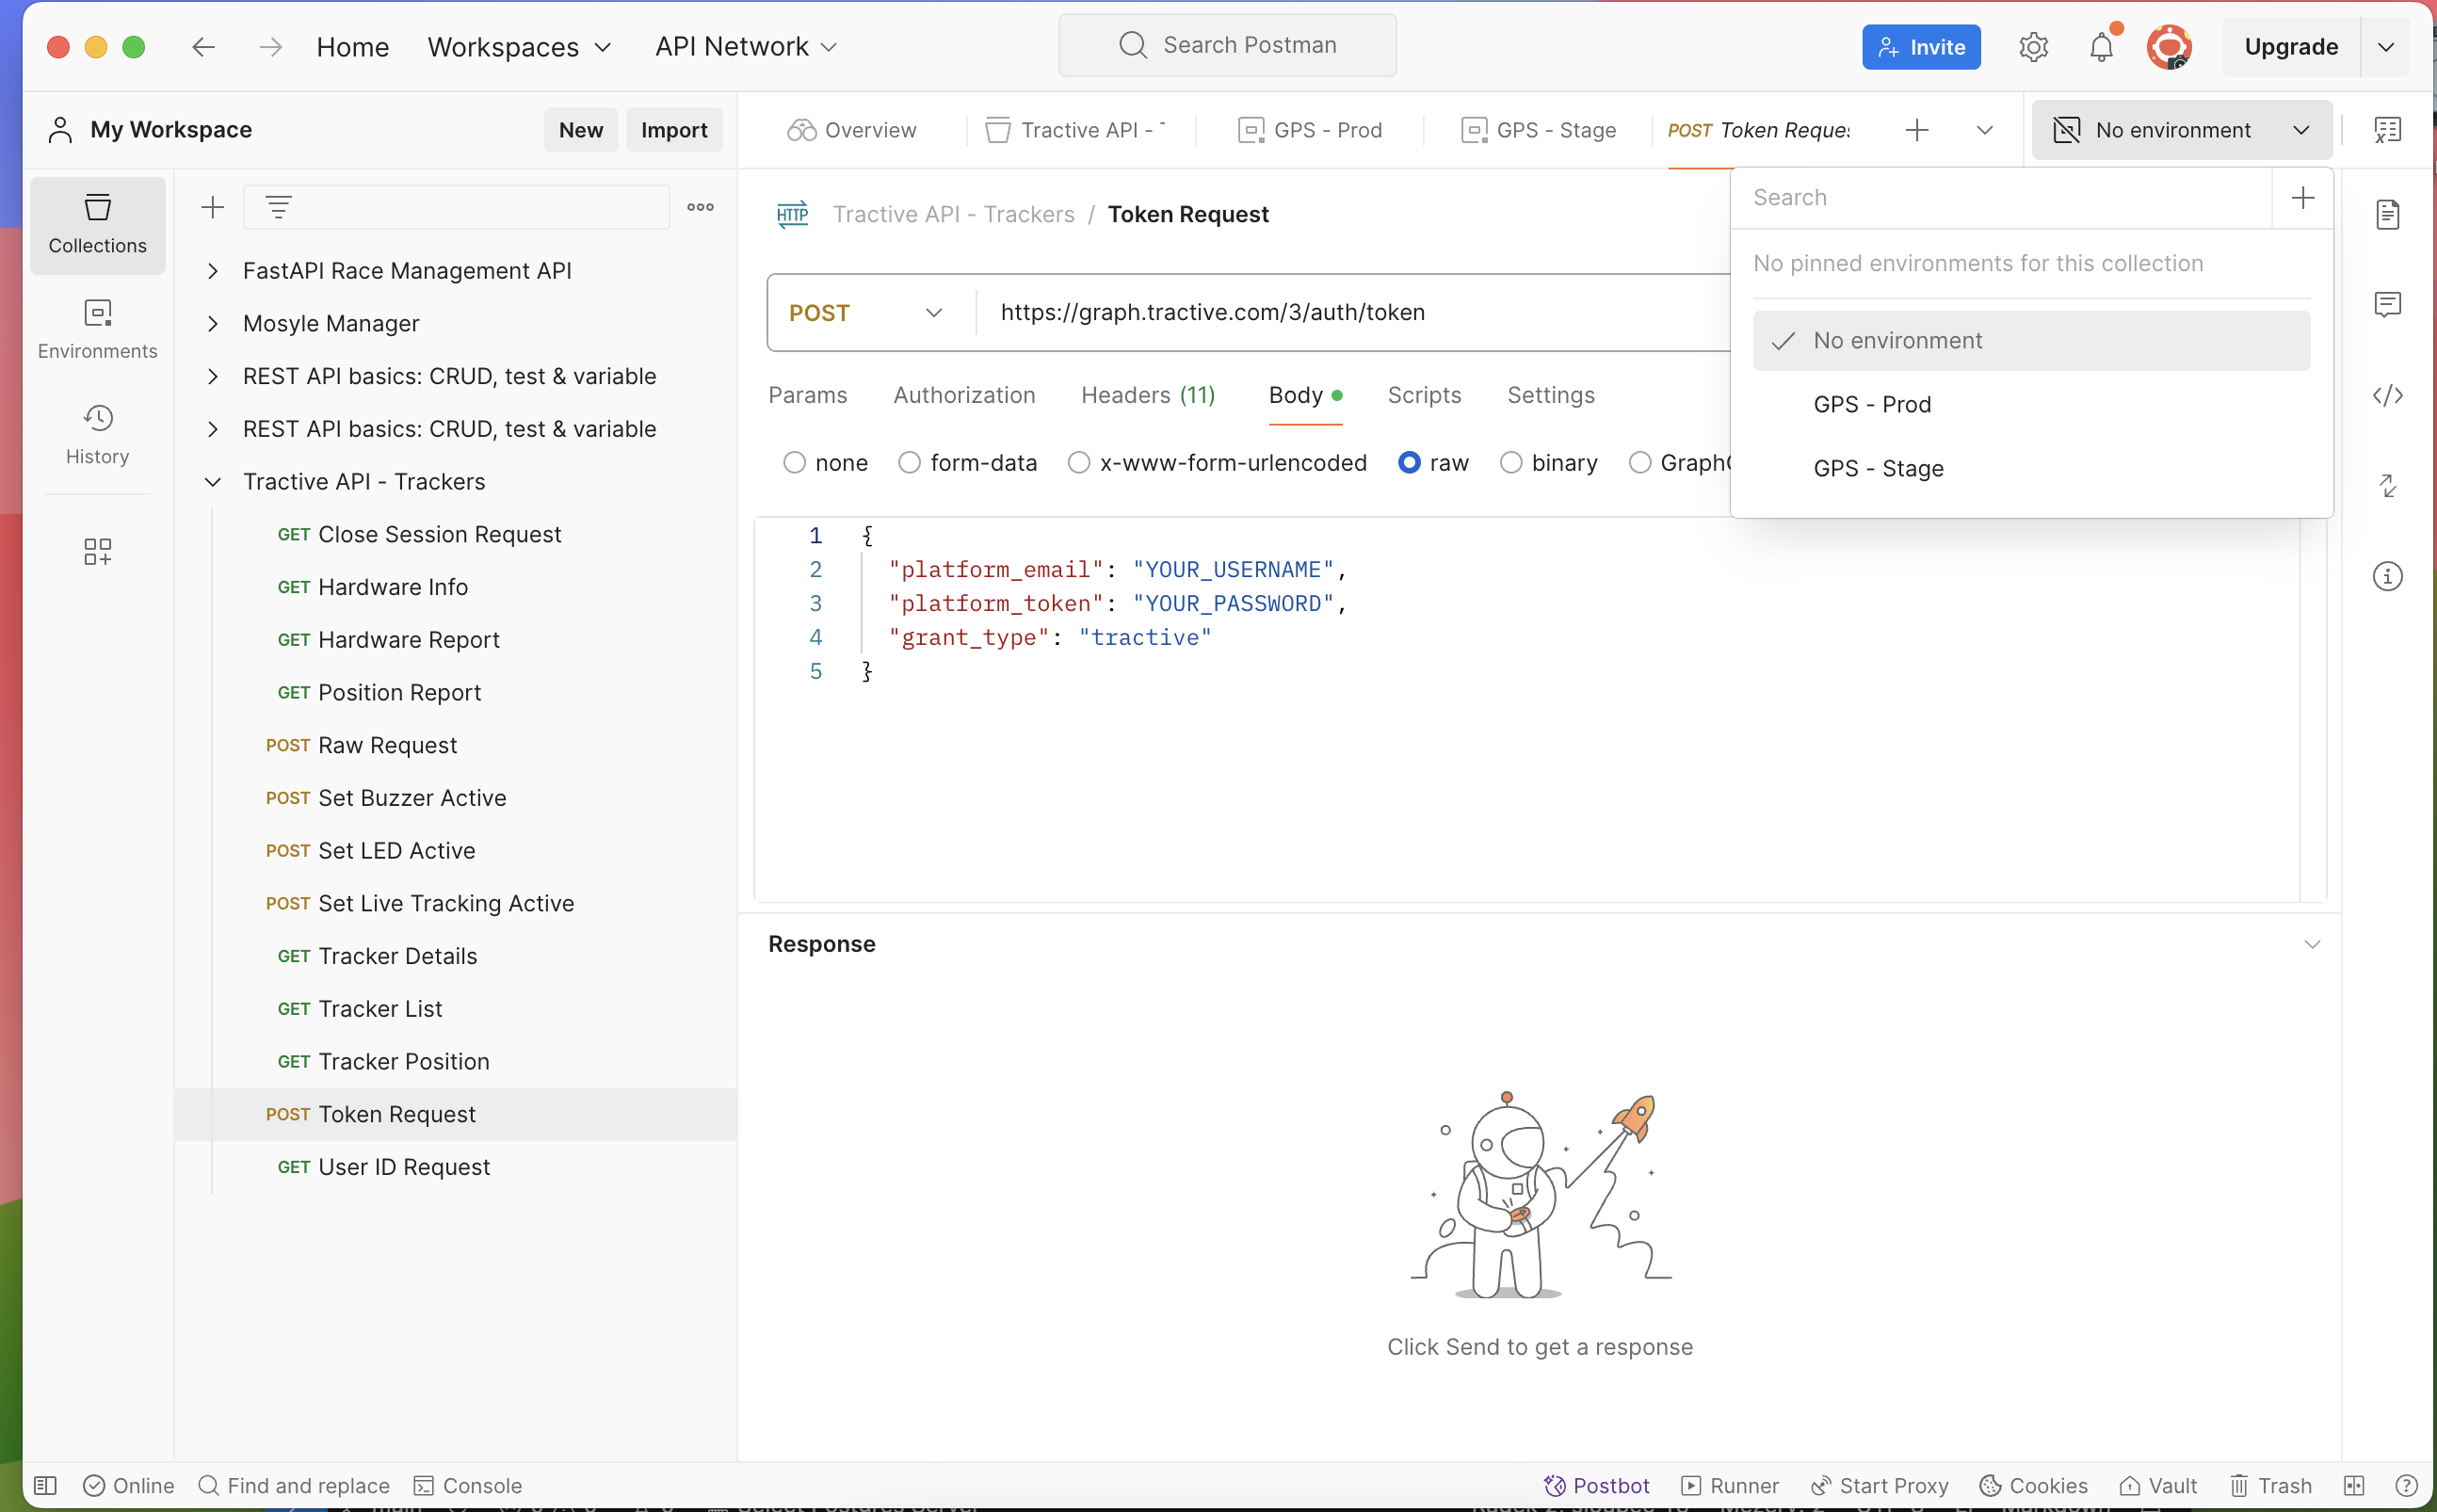 Home
Workspaces
API Network
Search Postman
Invite
Upgrade
My Workspace
New
Import
Overview
Tractive API -
GPS - Prod
GPS - Stage
POST Token Reques
No environment
Collections
Environments
History
FastAPI Race Management API
Mosyle Manager
REST API basics: CRUD, test & variable
REST API basics: CRUD, test & variable
Tractive API - Trackers
GET Close Session Request
GET Hardware Info
GET Hardware Report
GET Position Report
POST Raw Request
POST Set Buzzer Active
POST Set LED Active
POST Set Live Tracking Active
GET Tracker Details
GET Tracker List
GET Tracker Position
POST Token Request
GET User ID Request
HTTP Tractive API - Trackers / Token Request
POST
https://graph.tractive.com/3/auth/token
Params
Authorization
Headers (11)
Body
Scripts
Settings
none
form-data
x-www-form-urlencoded
raw
binary
Graph
Search
No pinned environments for this collection
No environment
GPS - Prod
GPS - Stage
1 {
2 "platform_email": "YOUR_USERNAME",
3 "platform_token": "YOUR_PASSWORD",
4 "grant_type": "tractive"
5 }
Response
Click Send to get a response
Online
Find and replace
Console
Postbot
Runner
Start Proxy
Cookies
Vault
Trash